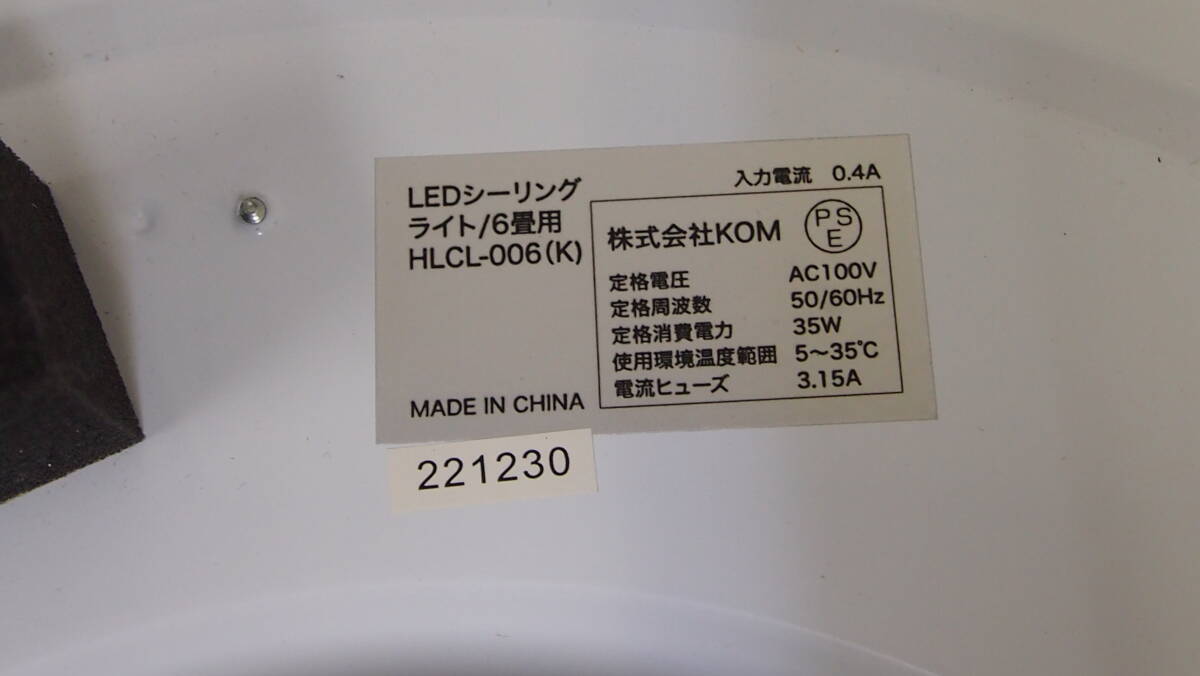 LEDシーリング
ライト/6畳用
HLCL-006(K)
MADE IN CHINA
入力電流 0.4A
株式会社KOM
PS
E
定格電圧 AC100V
定格周波数 50/60Hz
定格消費電力 35W
使用環境温度範囲 5～35℃
電流ヒューズ 3.15A
221230